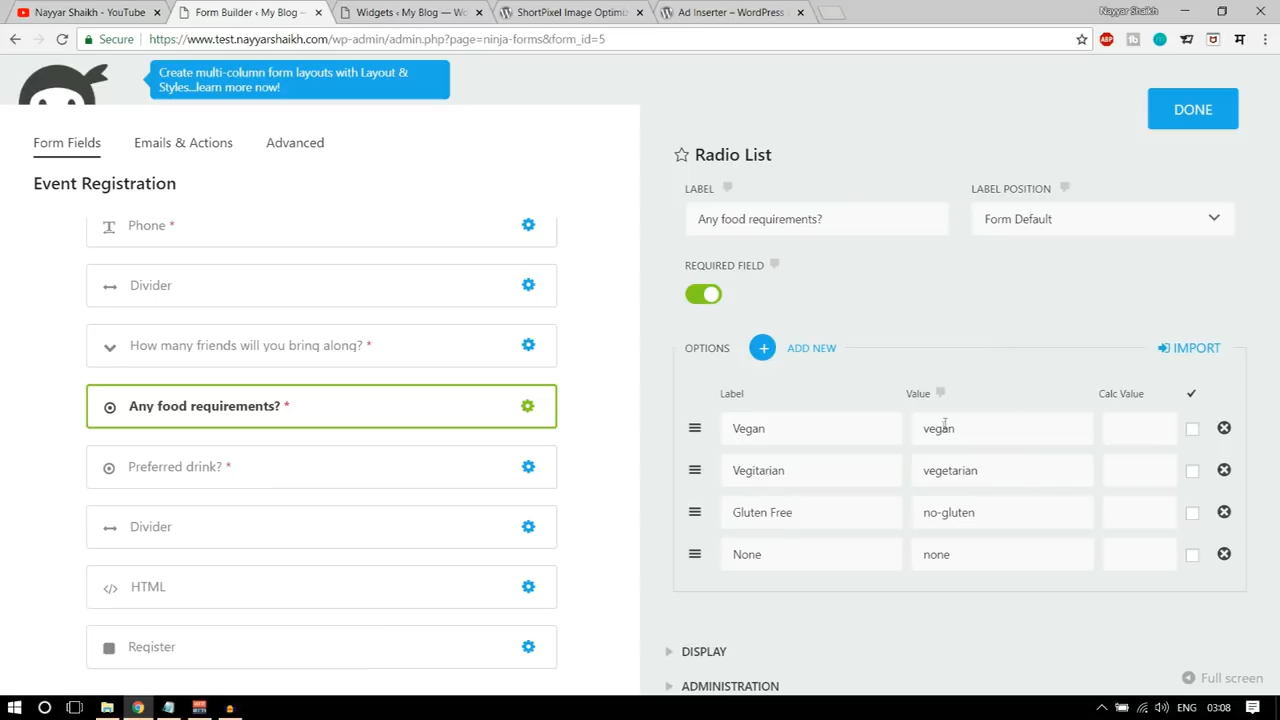 Nayyar Shaikh - YouTube
Form Builder ‹ My Blog — Wo
Widgets ‹ My Blog — WordPr
ShortPixel Image Optimiz
Ad Inserter – WordPress
Nayyar Shaikh
Secure
https://www.test.nayyarshaikh.com/wp-admin/admin.php?page=ninja-forms&form_id=5
ABP
Create multi-column form layouts with Layout &
Styles...learn more now!
DONE
Form Fields
Emails & Actions
Advanced
Event Registration
Phone *
Divider
How many friends will you bring along? *
Any food requirements? *
Preferred drink? *
Divider
HTML
Register
Radio List
LABEL
LABEL POSITION
Any food requirements?
Form Default
REQUIRED FIELD
OPTIONS
ADD NEW
IMPORT
Label
Value
Calc Value
Vegan
vegan
Vegitarian
vegetarian
Gluten Free
no-gluten
None
none
DISPLAY
ADMINISTRATION
Full screen
ENG
03:08